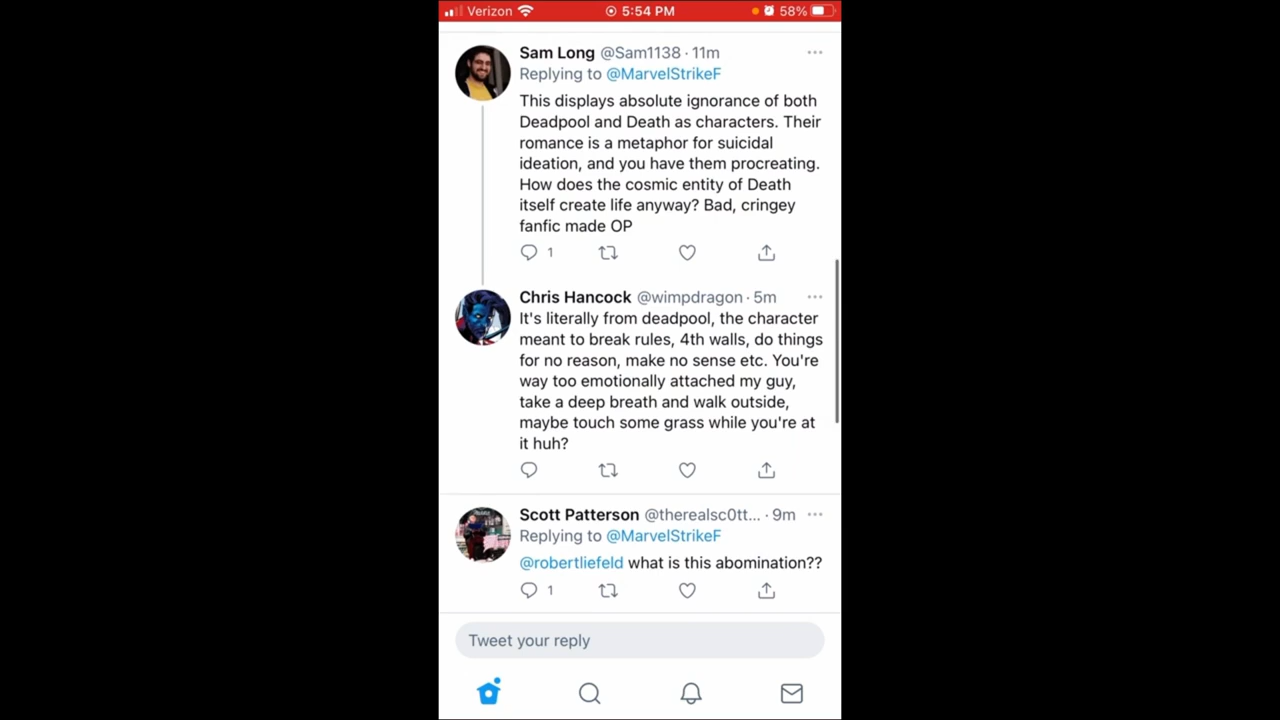 Verizon 5:54 PM 58%
Sam Long @Sam1138 · 11m
Replying to @MarvelStrikeF
This displays absolute ignorance of both
Deadpool and Death as characters. Their
romance is a metaphor for suicidal
ideation, and you have them procreating.
How does the cosmic entity of Death
itself create life anyway? Bad, cringey
fanfic made OP
1
Chris Hancock @wimpdragon · 5m
It's literally from deadpool, the character
meant to break rules, 4th walls, do things
for no reason, make no sense etc. You're
way too emotionally attached my guy,
take a deep breath and walk outside,
maybe touch some grass while you're at
it huh?
Scott Patterson @therealsc0tt... · 9m
Replying to @MarvelStrikeF
@robertliefeld what is this abomination??
1
Tweet your reply